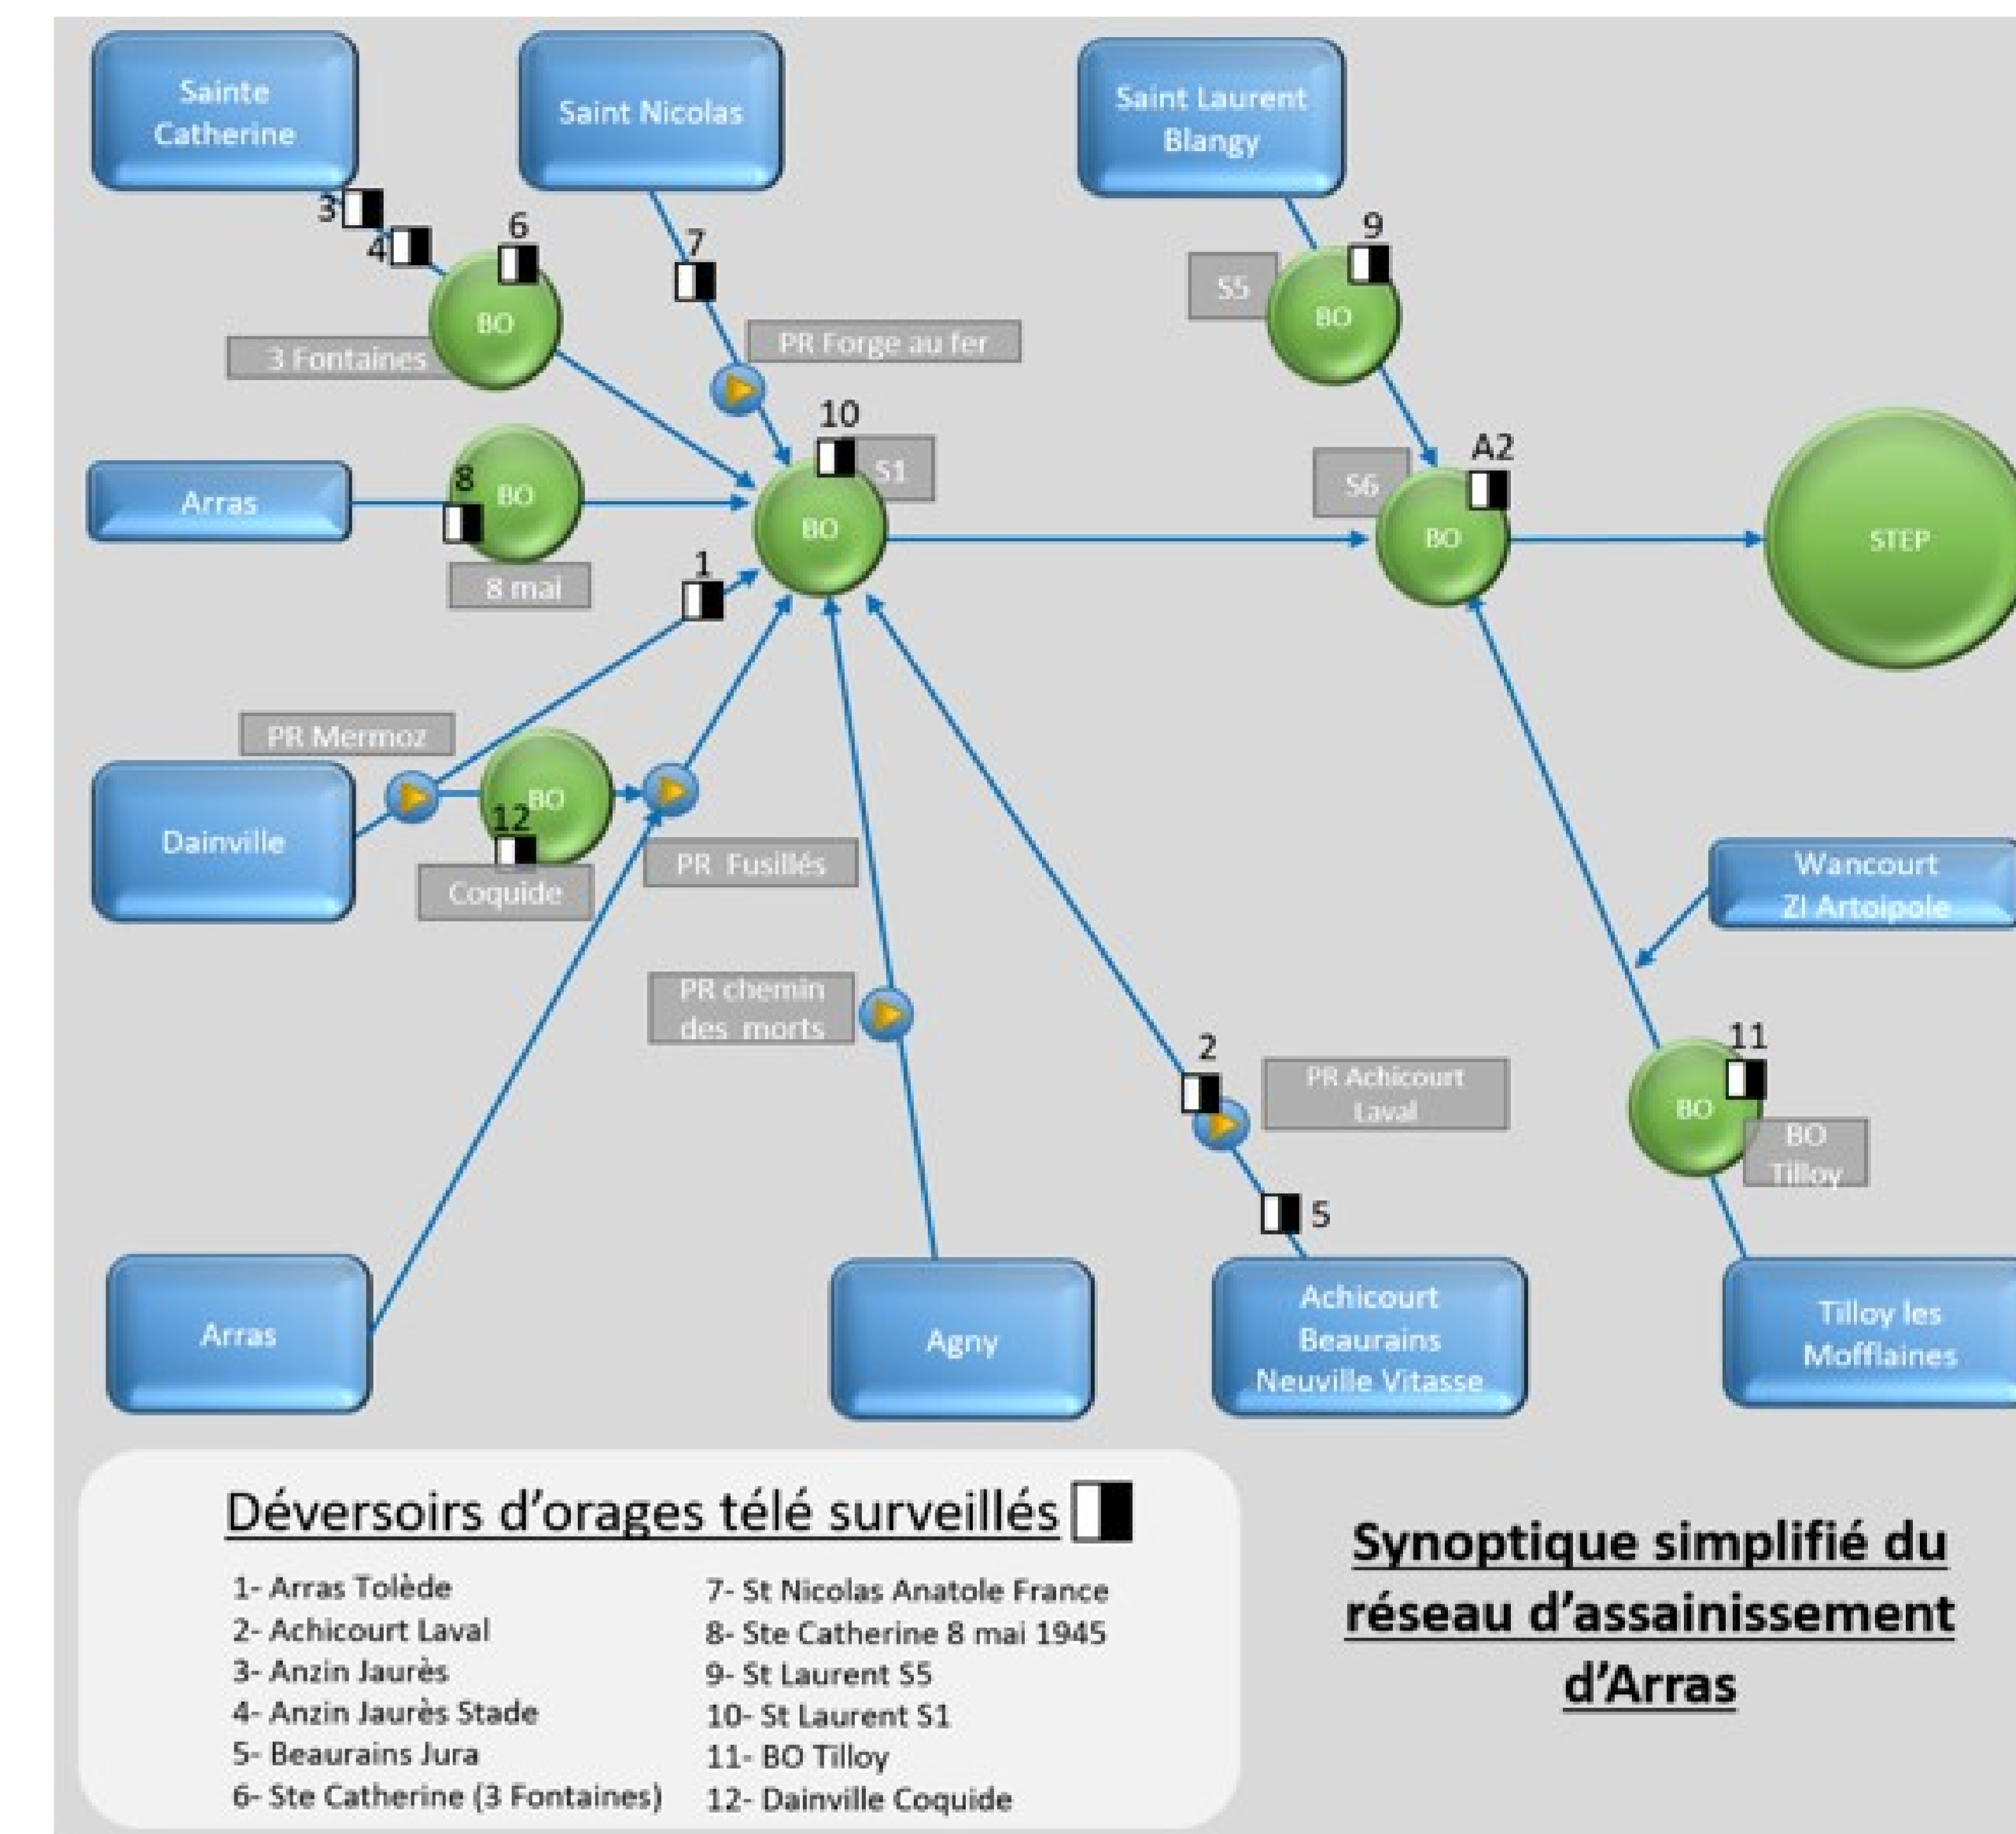 Sainte
Catherine
Saint Nicolas
Saint Laurent
Blangy
3
4
6
7
9
BO
3 Fontaines
PR Forge au fer
S5
BO
10
S1
A2
S6
Arras
8
BO
BO
BO
STEP
8 mai
1
PR Mermoz
BO
12
Dainville
Coquide
PR Fusillés
Wancourt
ZI Artoipole
PR chemin
des morts
2
PR Achicourt
Laval
11
BO
BO
Tilloy
5
Arras
Agny
Achicourt
Beaurains
Neuville Vitasse
Tilloy les
Mofflaines
Déversoirs d'orages télé surveillés
1- Arras Tolède
2- Achicourt Laval
3- Anzin Jaurès
4- Anzin Jaurès Stade
5- Beaurains Jura
6- Ste Catherine (3 Fontaines)
7- St Nicolas Anatole France
8- Ste Catherine 8 mai 1945
9- St Laurent S5
10- St Laurent S1
11- BO Tilloy
12- Dainville Coquide
Synoptique simplifié du
réseau d'assainissement
d'Arras